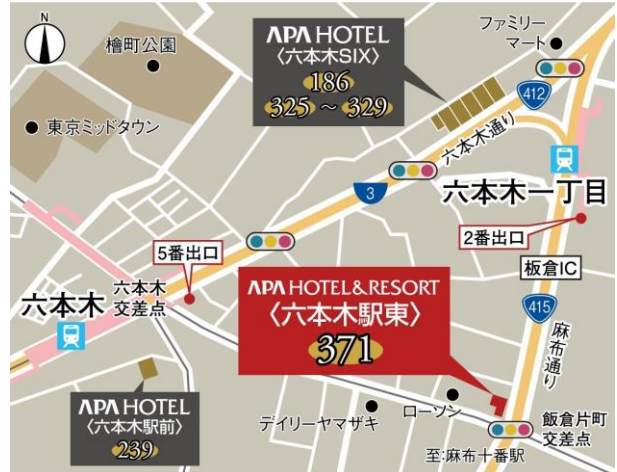 N
檜町公園
東京ミッドタウン
APA HOTEL
〈六本木SIX〉
186
325 ~ 329
ファミリー
マート
412
六本木通り
3
六本木一丁目
2番出口
板倉IC
415
麻布通り
5番出口
六本木
六本木
交差点
APA HOTEL&RESORT
〈六本木駅東〉
371
APA HOTEL
〈六本木駅前〉
239
デイリーヤマザキ
ローソン
飯倉片町
交差点
至:麻布十番駅